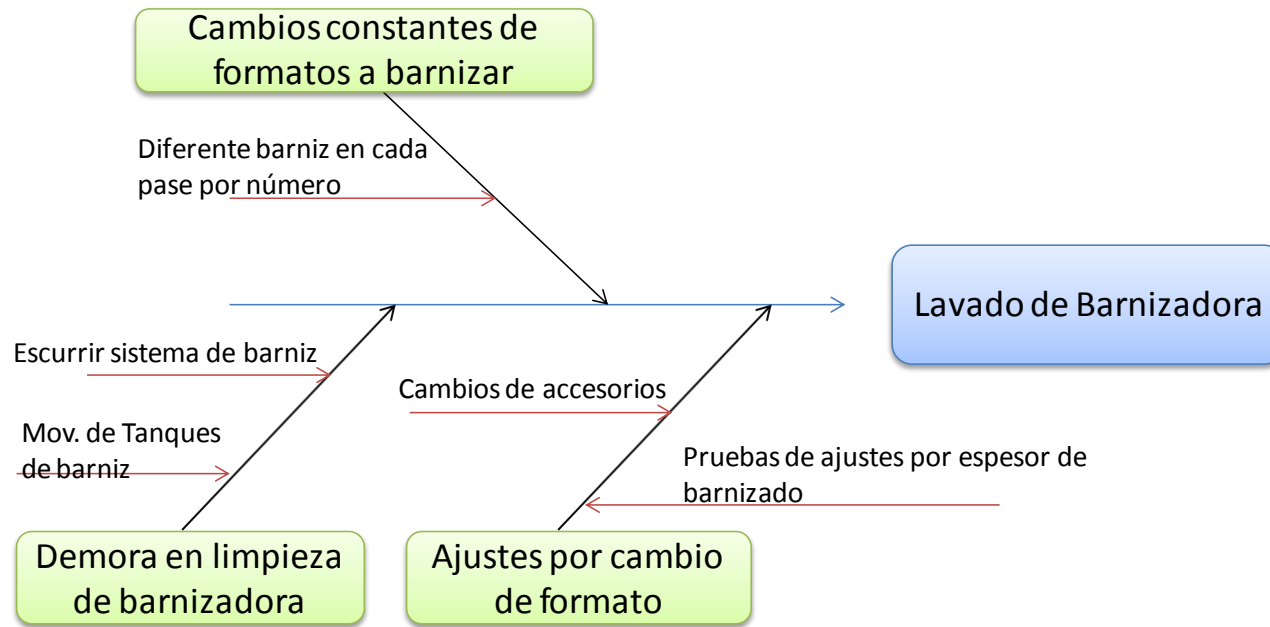 Cambios constantes de
formatos a barnizar
Diferente barniz en cada
pase por número
Lavado de Barnizadora
Escurrir sistema de barniz
Cambios de accesorios
Mov. de Tanques
de barniz
Pruebas de ajustes por espesor de
barnizado
Demora en limpieza
de barnizadora
Ajustes por cambio
de formato